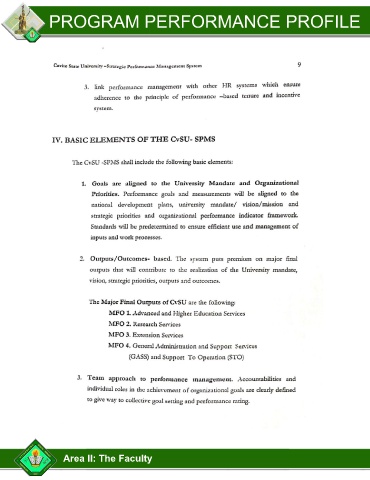 PROGRAM PERFORMANCE PROFILE
Cavite State University –Strategic Performance Management System 9
3. link performance management with other HR systems which ensure
adherence to the principle of performance –based tenure and incentive
system.
IV. BASIC ELEMENTS OF THE CvSU- SPMS
The CvSU -SPMS shall include the following basic elements:
1. Goals are aligned to the University Mandate and Organizational
Priorities. Performance goals and measurements will be aligned to the
national development plans, university mandate/ vision/mission and
strategic priorities and organizational performance indicator framework.
Standards will be predetermined to ensure efficient use and management of
inputs and work processes.
2. Outputs/Outcomes- based. The system puts premium on major final
outputs that will contribute to the realization of the University mandate,
vision, strategic priorities, outputs and outcomes.
The Major Final Outputs of CvSU are the following:
MFO 1. Advanced and Higher Education Services
MFO 2. Research Services
MFO 3. Extension Services
MFO 4. General Administration and Support Services
(GASS) and Support To Operation (STO)
3. Team approach to performance management. Accountabilities and
individual roles in the achievement of organizational goals are clearly defined
to give way to collective goal setting and performance rating.
Area II: The Faculty